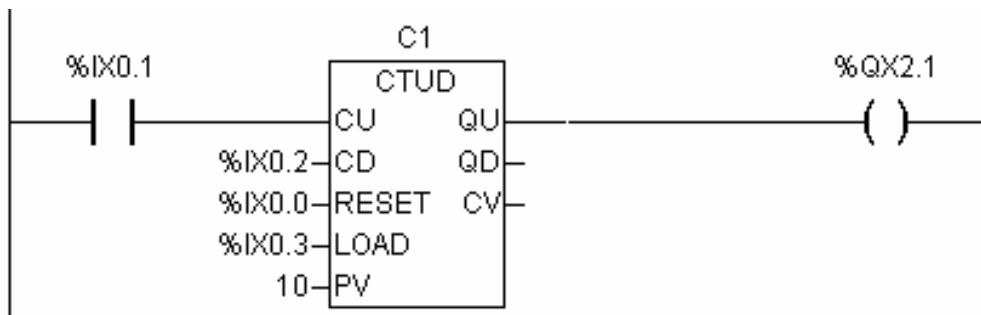 C1
%IX0.1
%QX2.1
CTUD
CU QU
%IX0.2 CD QD
%IX0.0 RESET CV
%IX0.3 LOAD
10 PV